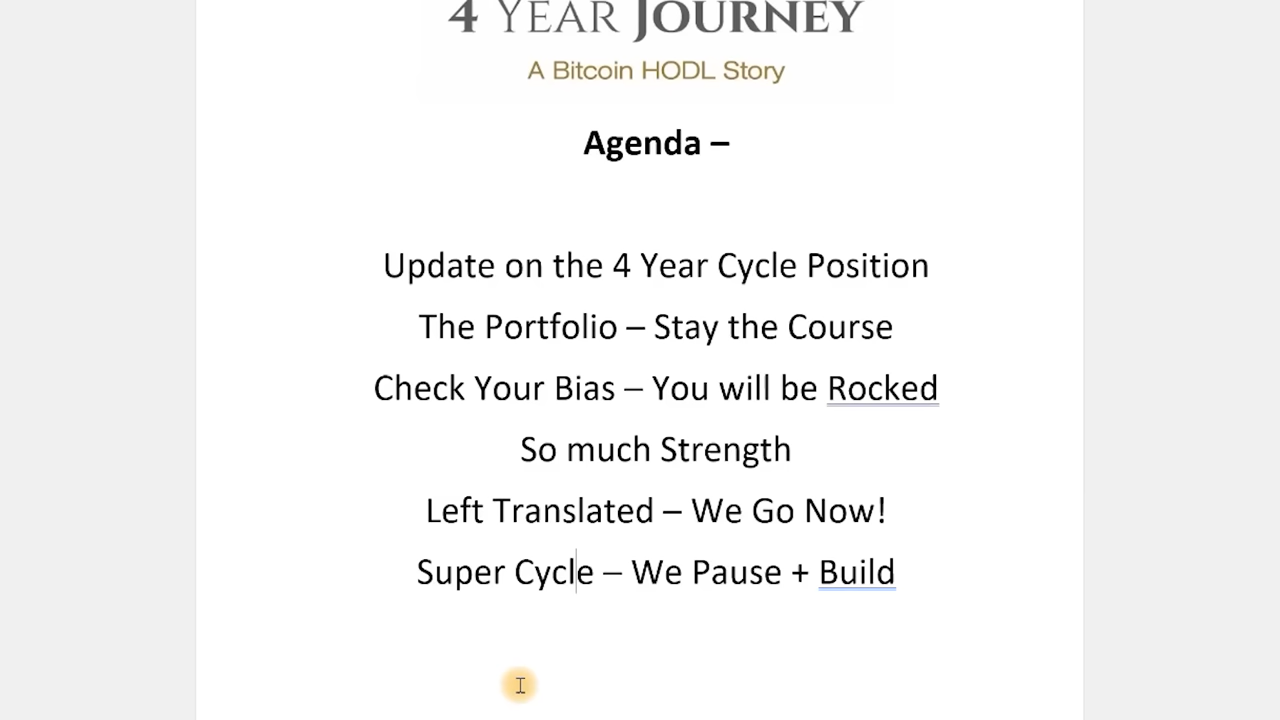 4 YEAR JOURNEY
A Bitcoin HODL Story
Agenda –
Update on the 4 Year Cycle Position
The Portfolio – Stay the Course
Check Your Bias – You will be Rocked
So much Strength
Left Translated – We Go Now!
Super Cycle – We Pause + Build